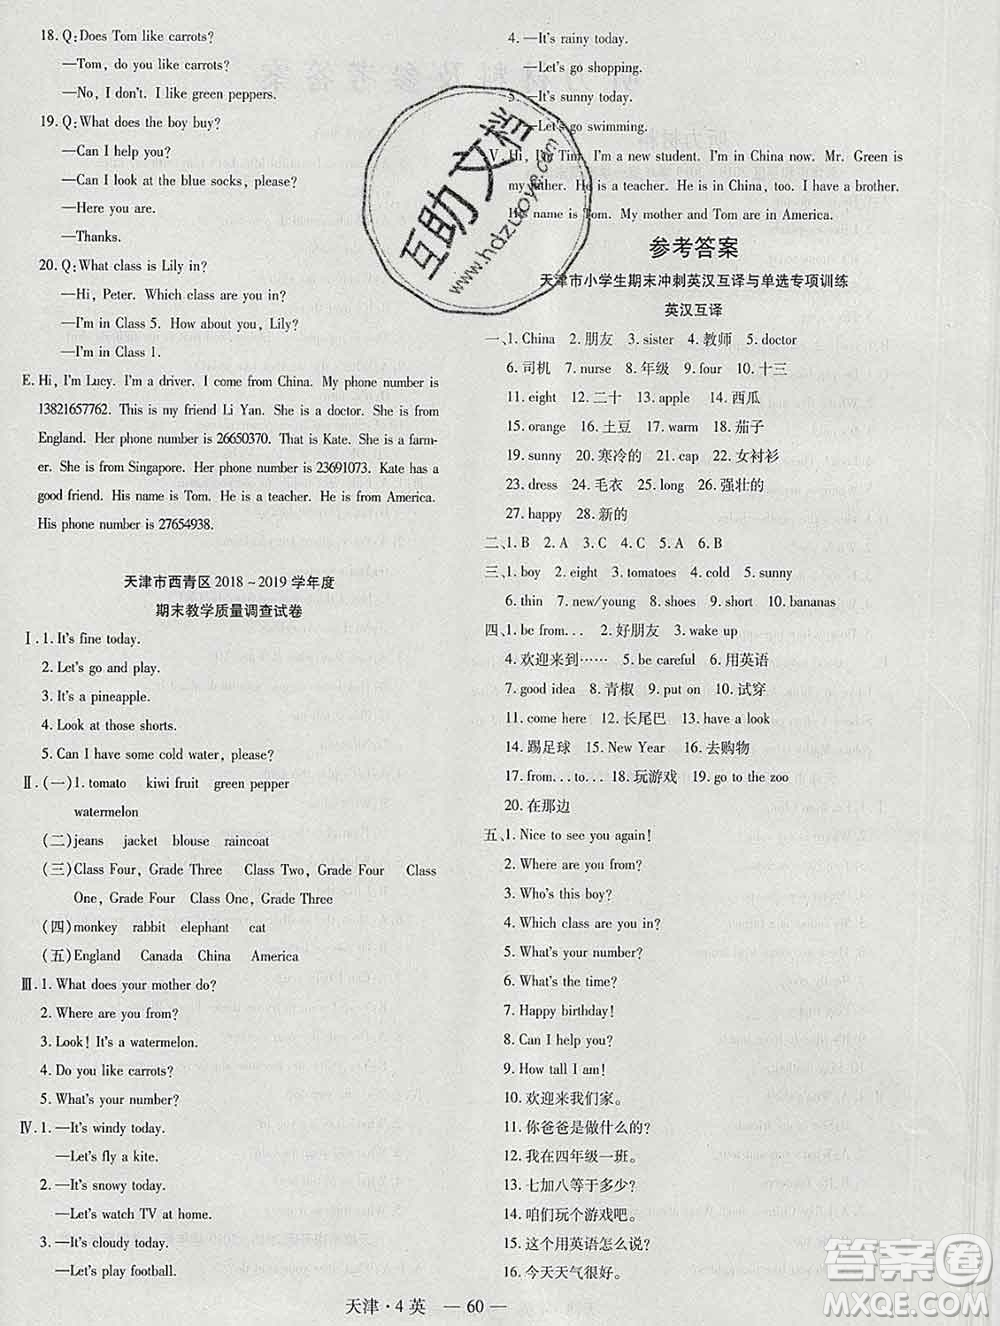 18. Q:Does Tom like carrots?
—Tom, do you like carrots?
—No, I don't. I like green peppers.
19. Q:What does the boy buy?
—Can I help you?
—Can I look at the blue socks, please?
—Here you are.
—Thanks.
20. Q:What class is Lily in?
—Hi, Peter. Which class are you in?
—I'm in Class 5. How about you, Lily?
—I'm in Class 1.
E. Hi, I'm Lucy. I'm a driver. I come from China. My phone number is
13821657762. This is my friend Li Yan. She is a doctor. She is from
England. Her phone number is 26650370. That is Kate. She is a farm-
er. She is from Singapore. Her phone number is 23691073. Kate has a
good friend. His name is Tom. He is a teacher. He is from America.
His phone number is 27654938.
天津市西青区 2018～2019 学年度
期末教学质量调查试卷
Ⅰ. 1. It's fine today.
2. Let's go and play.
3. It's a pineapple.
4. Look at those shorts.
5. Can I have some cold water, please?
Ⅱ. (一)1. tomato kiwi fruit green pepper
watermelon
(二)jeans jacket blouse raincoat
(三)Class Four, Grade Three Class Two, Grade Three Class
One, Grade Four Class One, Grade Three
(四)monkey rabbit elephant cat
(五)England Canada China America
Ⅲ. 1. What does your mother do?
2. Where are you from?
3. Look! It's a watermelon.
4. Do you like carrots?
5. What's your number?
Ⅳ. 1. —It's windy today.
—Let's fly a kite.
2. —It's snowy today.
—Let's watch TV at home.
3. —It's cloudy today.
—Let's play football.
4. —It's rainy today.
—Let's go shopping.
5. —It's sunny today.
—Let's go swimming.
Ⅴ. Hi, I'm Tim. I'm a new student. I'm in China now. Mr. Green is
my father. He is a teacher. He is in China, too. I have a brother.
His name is Tom. My mother and Tom are in America.
参考答案
天津市小学生期末冲刺英汉互译与单选专项训练
英汉互译
一、1. China 2. 朋友 3. sister 4. 教师 5. doctor
6. 司机 7. nurse 8. 年级 9. four 10. 十三
11. eight 12. 二十 13. apple 14. 西瓜
15. orange 16. 土豆 17. warm 18. 茄子
19. sunny 20. 寒冷的 21. cap 22. 女衬衫
23. dress 24. 毛衣 25. long 26. 强壮的
27. happy 28. 新的
二、1. C 2. B 3. C 4. A 5. B 6. A
三、1. short 2. is 3. those 4. young 5. big
6. thin 7. new 8. those 9. short 10. bananas
四、1. be from... 2. 好朋友 3. wake up
4. 欢迎来到…… 5. be careful 6. 用英语
7. good idea 8. 青椒 9. put on 10. 试穿
11. come here 12. 长尾巴 13. have a look
14. 踢足球 15. New Year 16. 去购物
17. from... to... 18. 玩游戏 19. go to the zoo
20. 在那边
五、1. Nice to see you again!
2. Where are you from?
3. Who's this boy?
4. Which class are you in?
5. What's your number?
6. What's the time?
7. Happy birthday!
8. Can I help you?
9. How tall I am!
10. 欢迎来我们家。
11. 你爸爸是做什么的?
12. 我在四年级一班。
13. 七加八等于多少?
14. 咱们玩个游戏吧。
15. 这个用英语怎么说?
16. 今天天气很好。
天津·4 英 — 60 —
互助文档
www.hdzuoye.com
答案圈
MXQE.COM